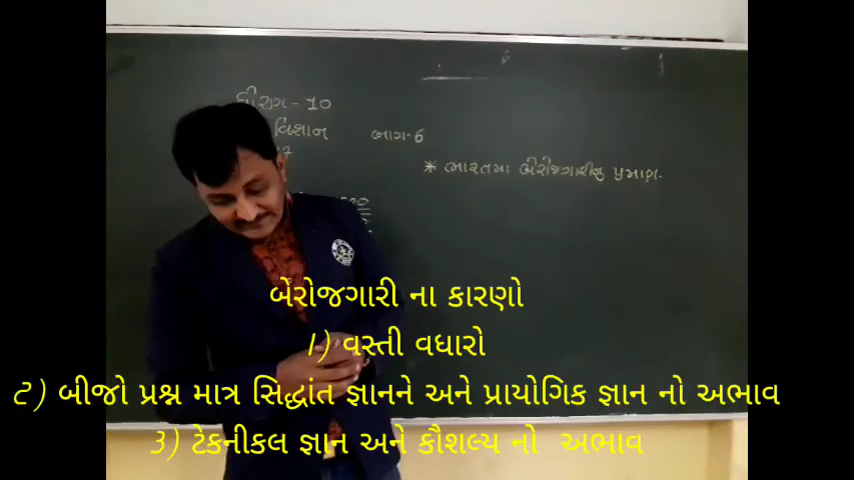 ધોરણ - 10
વિજ્ઞાન ભાગ-6
17
* ભારતમા બેરોજગારીનુ પ્રમાણ.
બેરોજગારી ના કારણો
1) વસ્તી વધારો
2) બીજો પ્રશ્ન માત્ર સિદ્ધાંત જ્ઞાનને અને પ્રાયોગિક જ્ઞાન નો અભાવ
3) ટેકનીકલ જ્ઞાન અને કૌશલ્ય નો અભાવ